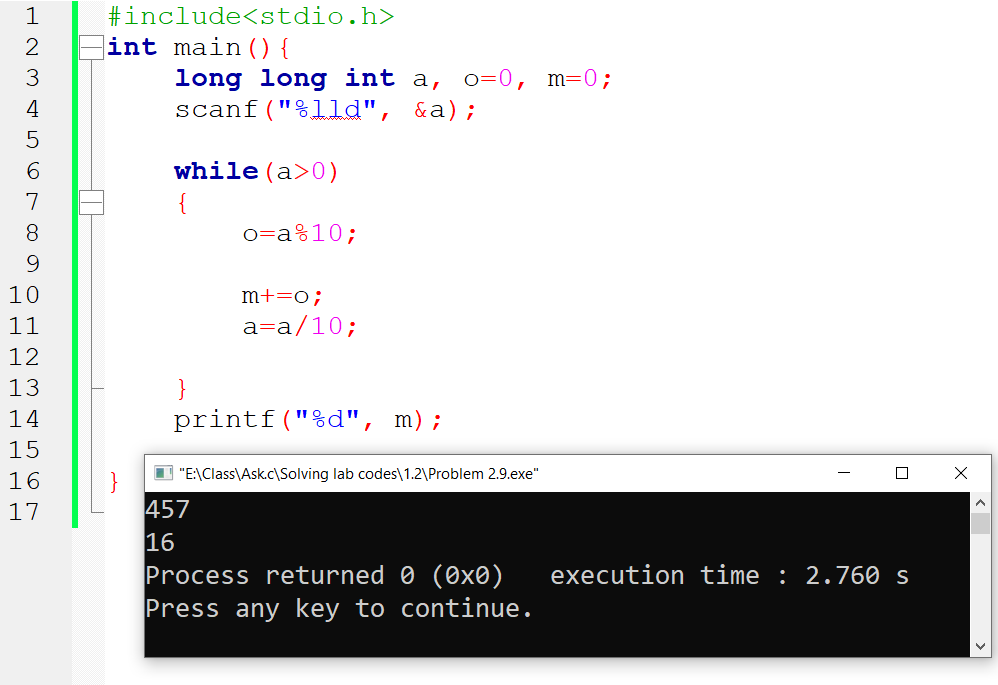 1 #include<stdio.h>
2 int main(){
3 long long int a, o=0, m=0;
4 scanf("%lld", &a);
5
6 while(a>0)
7 {
8 o=a%10;
9
10 m+=o;
11 a=a/10;
12
13 }
14 printf("%d", m);
15
16 }
17
"E:\Class\Ask.c\Solving lab codes\1.2\Problem 2.9.exe"
457
16
Process returned 0 (0x0)   execution time : 2.760 s
Press any key to continue.